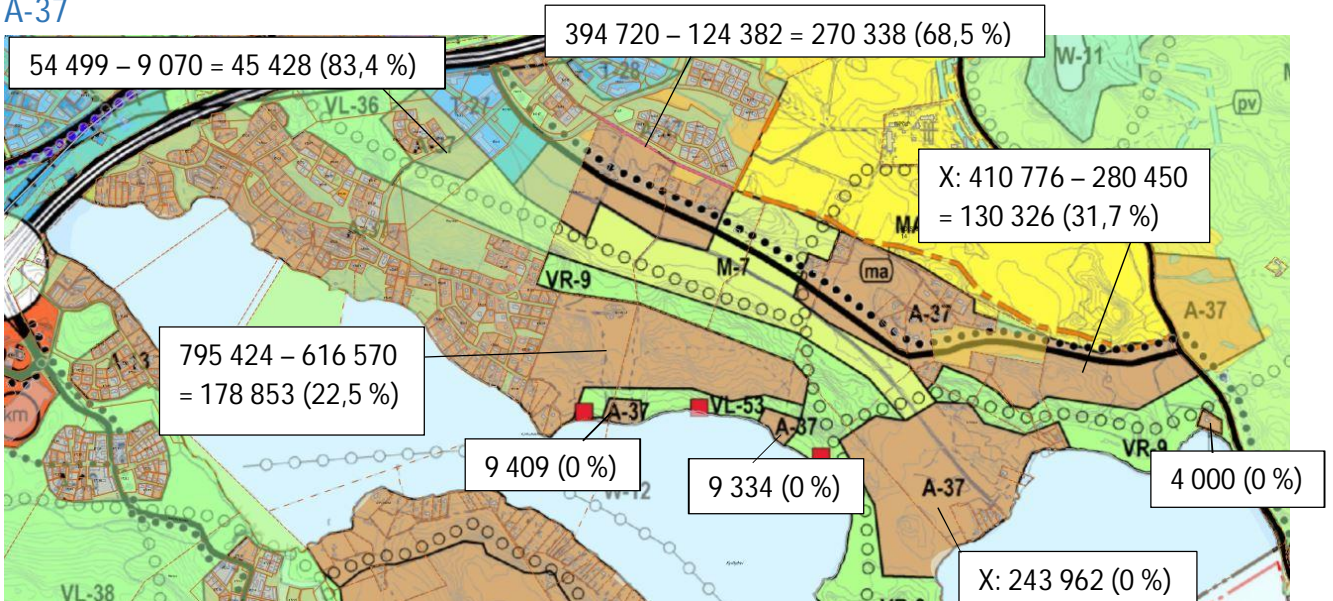 A-37
394 720 – 124 382 = 270 338 (68,5 %)
54 499 – 9 070 = 45 428 (83,4 %)
W-11
T-28
T-27
VL-36
pv
X: 410 776 – 280 450
= 130 326 (31,7 %)
M-7
ma
VR-9
A-37
A-37
795 424 – 616 570
= 178 853 (22,5 %)
km
A-37
VL-53
A-37
VR-9
9 409 (0 %)
9 334 (0 %)
4 000 (0 %)
W-12
A-37
X: 243 962 (0 %)
VL-38